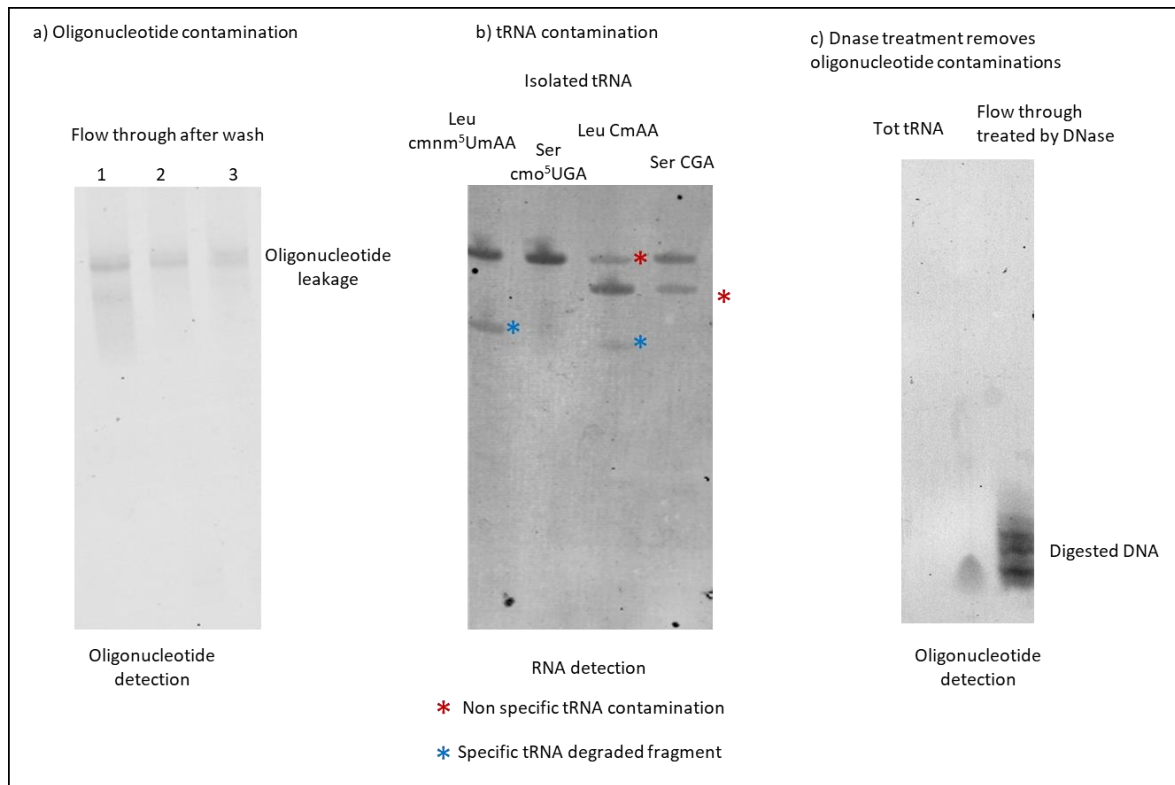 a) Oligonucleotide contamination
Flow through after wash
1 2 3
Oligonucleotide
leakage
Oligonucleotide
detection
b) tRNA contamination
Isolated tRNA
Leu
cmnm⁵UmAA
Ser
cmo⁵UGA
Leu CmAA
Ser CGA
*
*
*
*
RNA detection
* Non specific tRNA contamination
* Specific tRNA degraded fragment
c) Dnase treatment removes
oligonucleotide contaminations
Tot tRNA
Flow through
treated by DNase
Digested DNA
Oligonucleotide
detection